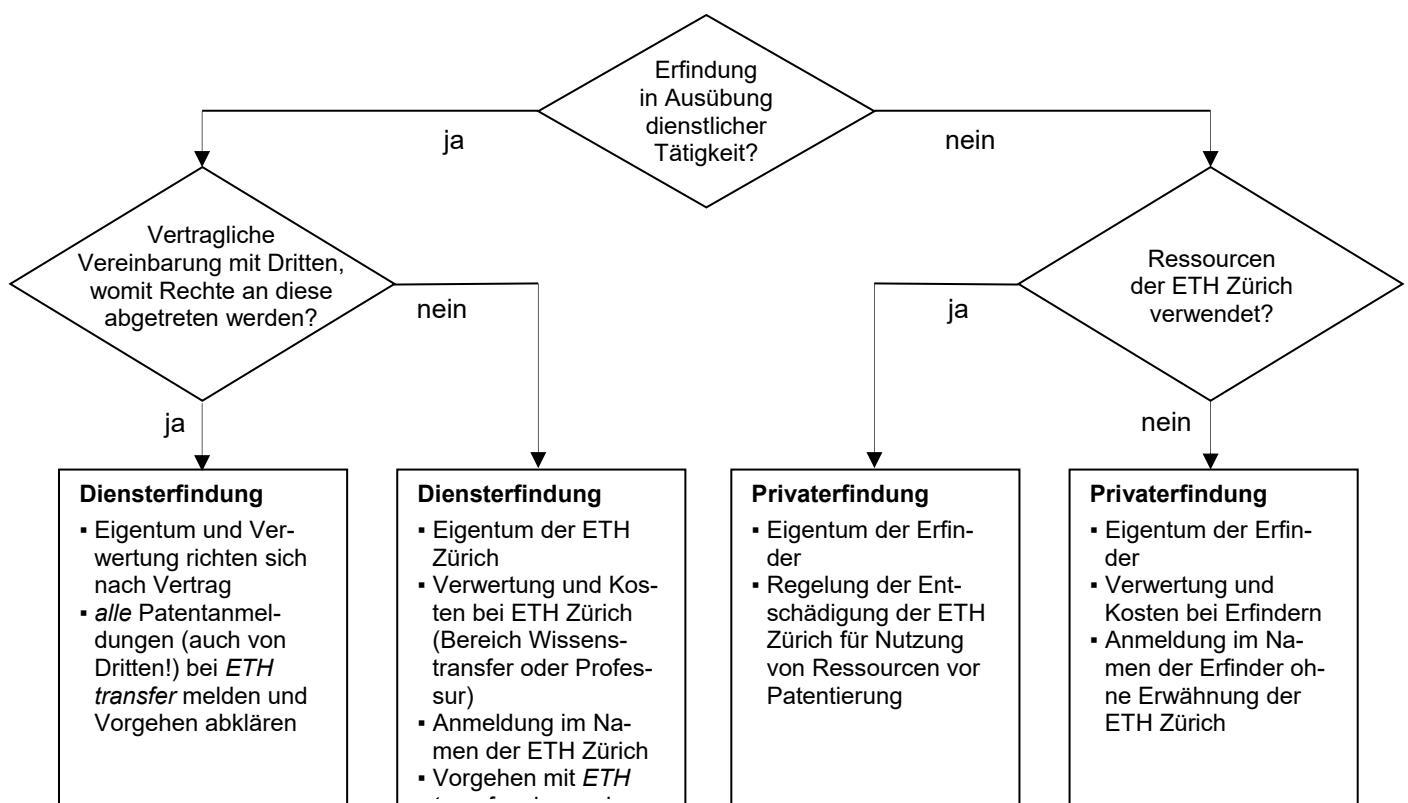 Erfindung
in Ausübung
dienstlicher
Tätigkeit?
ja
nein
Vertragliche
Vereinbarung mit Dritten,
womit Rechte an diese
abgetreten werden?
nein
ja
Ressourcen
der ETH Zürich
verwendet?
ja
nein
Diensterfindung
▪ Eigentum und Ver-
wertung richten sich
nach Vertrag
▪ alle Patentanmel-
dungen (auch von
Dritten!) bei ETH
transfer melden und
Vorgehen abklären
Diensterfindung
▪ Eigentum der ETH
Zürich
▪ Verwertung und Kos-
ten bei ETH Zürich
(Bereich Wissens-
transfer oder Profes-
sur)
▪ Anmeldung im Na-
men der ETH Zürich
▪ Vorgehen mit ETH
Privaterfindung
▪ Eigentum der Erfin-
der
▪ Regelung der Ent-
schädigung der ETH
Zürich für Nutzung
von Ressourcen vor
Patentierung
Privaterfindung
▪ Eigentum der Erfin-
der
▪ Verwertung und
Kosten bei Erfindern
▪ Anmeldung im Na-
men der Erfinder oh-
ne Erwähnung der
ETH Zürich